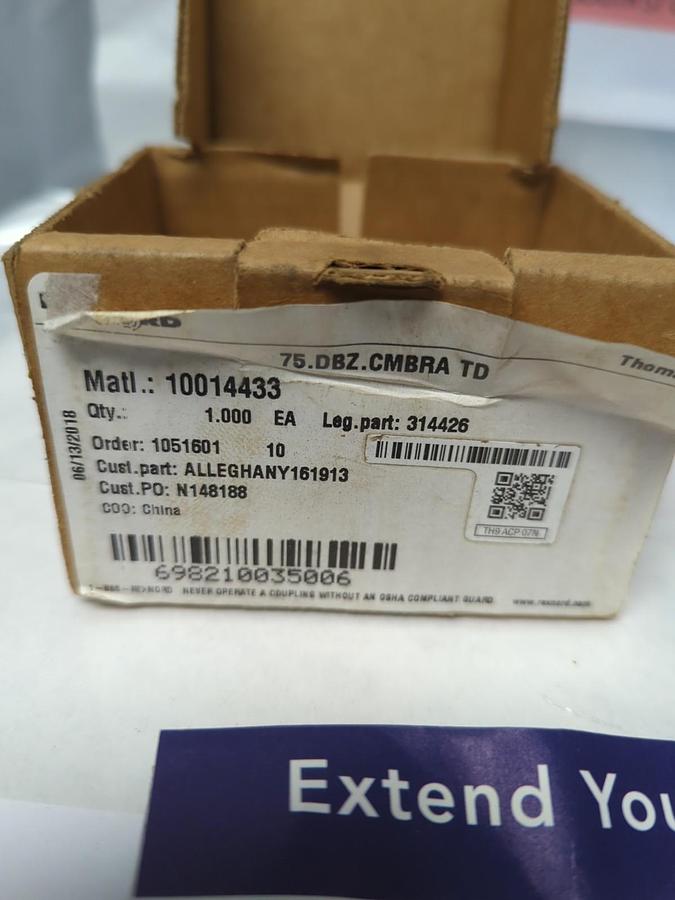 75.DBZ.CMBRA TD
Thom
Matl.: 10014433
Qty.: 1.000 EA Leg.part: 314426
06/13/2018
Order: 1051601 10
Cust.part: ALLEGHANY161913
Cust.PO: N148188
COO: China
TH9 ACP 07N
698210035006
NEVER OPERATE A COUPLING WITHOUT AN OSHA COMPLIANT GUARD www.rexnord.com
Extend You